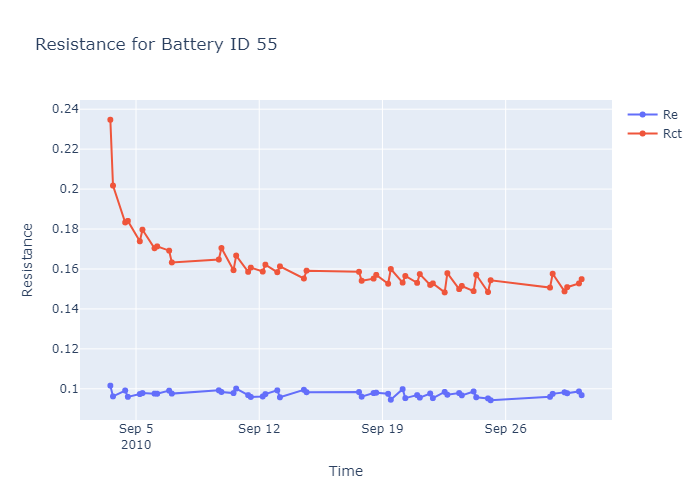 Resistance for Battery ID 55
Re
Rct
Resistance
0.24
0.22
0.2
0.18
0.16
0.14
0.12
0.1
Sep 5
2010
Sep 12
Sep 19
Sep 26
Time